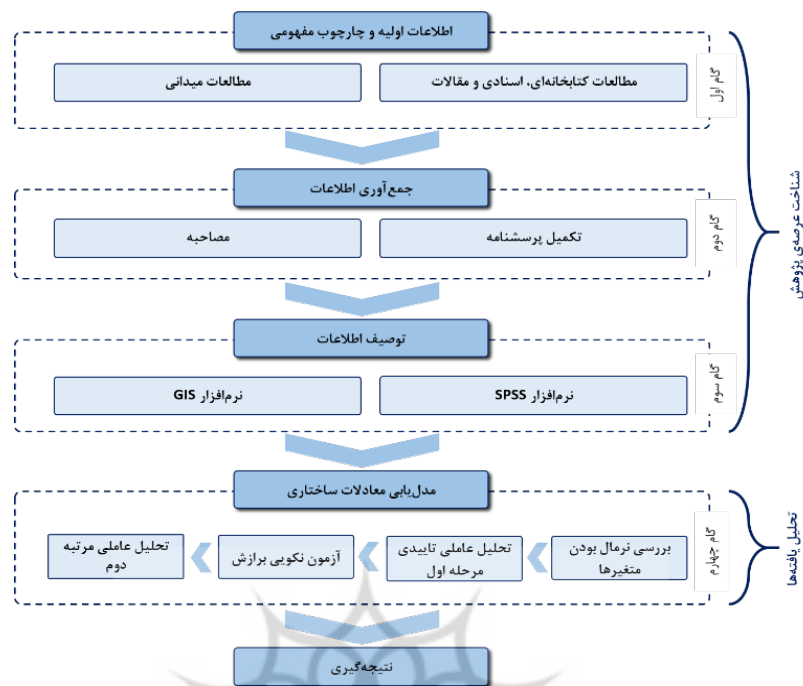 اطلاعات اولیه و چارچوب مفهومی
گام اول
مطالعات کتابخانه‌ای، اسنادی و مقالات
مطالعات میدانی
جمع‌آوری اطلاعات
گام دوم
تکمیل پرسشنامه
مصاحبه
توصیف اطلاعات
گام سوم
نرم‌افزار SPSS
نرم‌افزار GIS
شناخت عرصه‌ی پژوهش
مدل‌یابی معادلات ساختاری
گام چهارم
بررسی نرمال بودن
متغیرها
تحلیل عاملی تاییدی
مرحله اول
آزمون نکویی برازش
تحلیل عاملی مرتبه
دوم
تحلیل یافته‌ها
نتیجه‌گیری